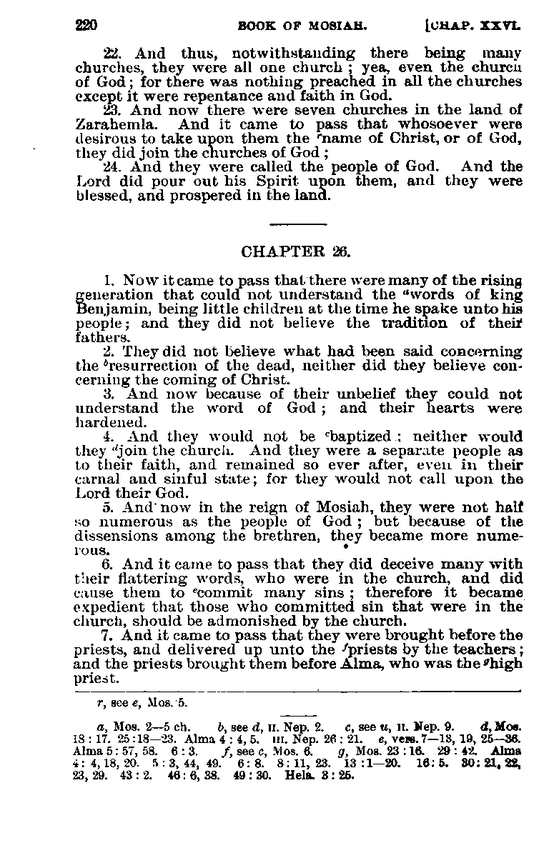 220 BOOK OF MOSIAH. [CHAP. XXVI.
22. And thus, notwithstanding there being many
churches, they were all one church ; yea, even the church
of God ; for there was nothing preached in all the churches
except it were repentance and faith in God.
23. And now there were seven churches in the land of
Zarahemla. And it came to pass that whosoever were
desirous to take upon them the ʳname of Christ, or of God,
they did join the churches of God ;
24. And they were called the people of God. And the
Lord did pour out his Spirit upon them, and they were
blessed, and prospered in the land.
CHAPTER 26.
1. Now it came to pass that there were many of the rising
generation that could not understand the ᵃwords of king
Benjamin, being little children at the time he spake unto his
people ; and they did not believe the tradition of their
fathers.
2. They did not believe what had been said concerning
the ᵇresurrection of the dead, neither did they believe con-
cerning the coming of Christ.
3. And now because of their unbelief they could not
understand the word of God ; and their hearts were
hardened.
4. And they would not be ᶜbaptized ; neither would
they ᵈjoin the church. And they were a separate people as
to their faith, and remained so ever after, even in their
carnal and sinful state ; for they would not call upon the
Lord their God.
5. And now in the reign of Mosiah, they were not half
so numerous as the people of God ; but because of the
dissensions among the brethren, they became more nume-
rous.
6. And it came to pass that they did deceive many with
their flattering words, who were in the church, and did
cause them to ᵉcommit many sins ; therefore it became
expedient that those who committed sin that were in the
church, should be admonished by the church.
7. And it came to pass that they were brought before the
priests, and delivered up unto the ᶠpriests by the teachers ;
and the priests brought them before Alma, who was the ᵍhigh
priest.
r, see e, Mos. 5.
a, Mos. 2—5 ch. b, see d, II. Nep. 2. c, see u, II. Nep. 9. d, Mos.
18 : 17. 25 : 18—23. Alma 4 : 4, 5. III. Nep. 26 : 21. e, vers. 7—13, 19, 25—36.
Alma 5 : 57, 58. 6 : 3. f, see c, Mos. 6. g, Mos. 23 : 16. 29 : 42. Alma
4 : 4, 18, 20. 5 : 3, 44, 49. 6 : 8. 8 : 11, 23. 13 : 1—20. 16 : 5. 30 : 21, 22,
23, 29. 43 : 2. 46 : 6, 38. 49 : 30. Hela. 3 : 25.